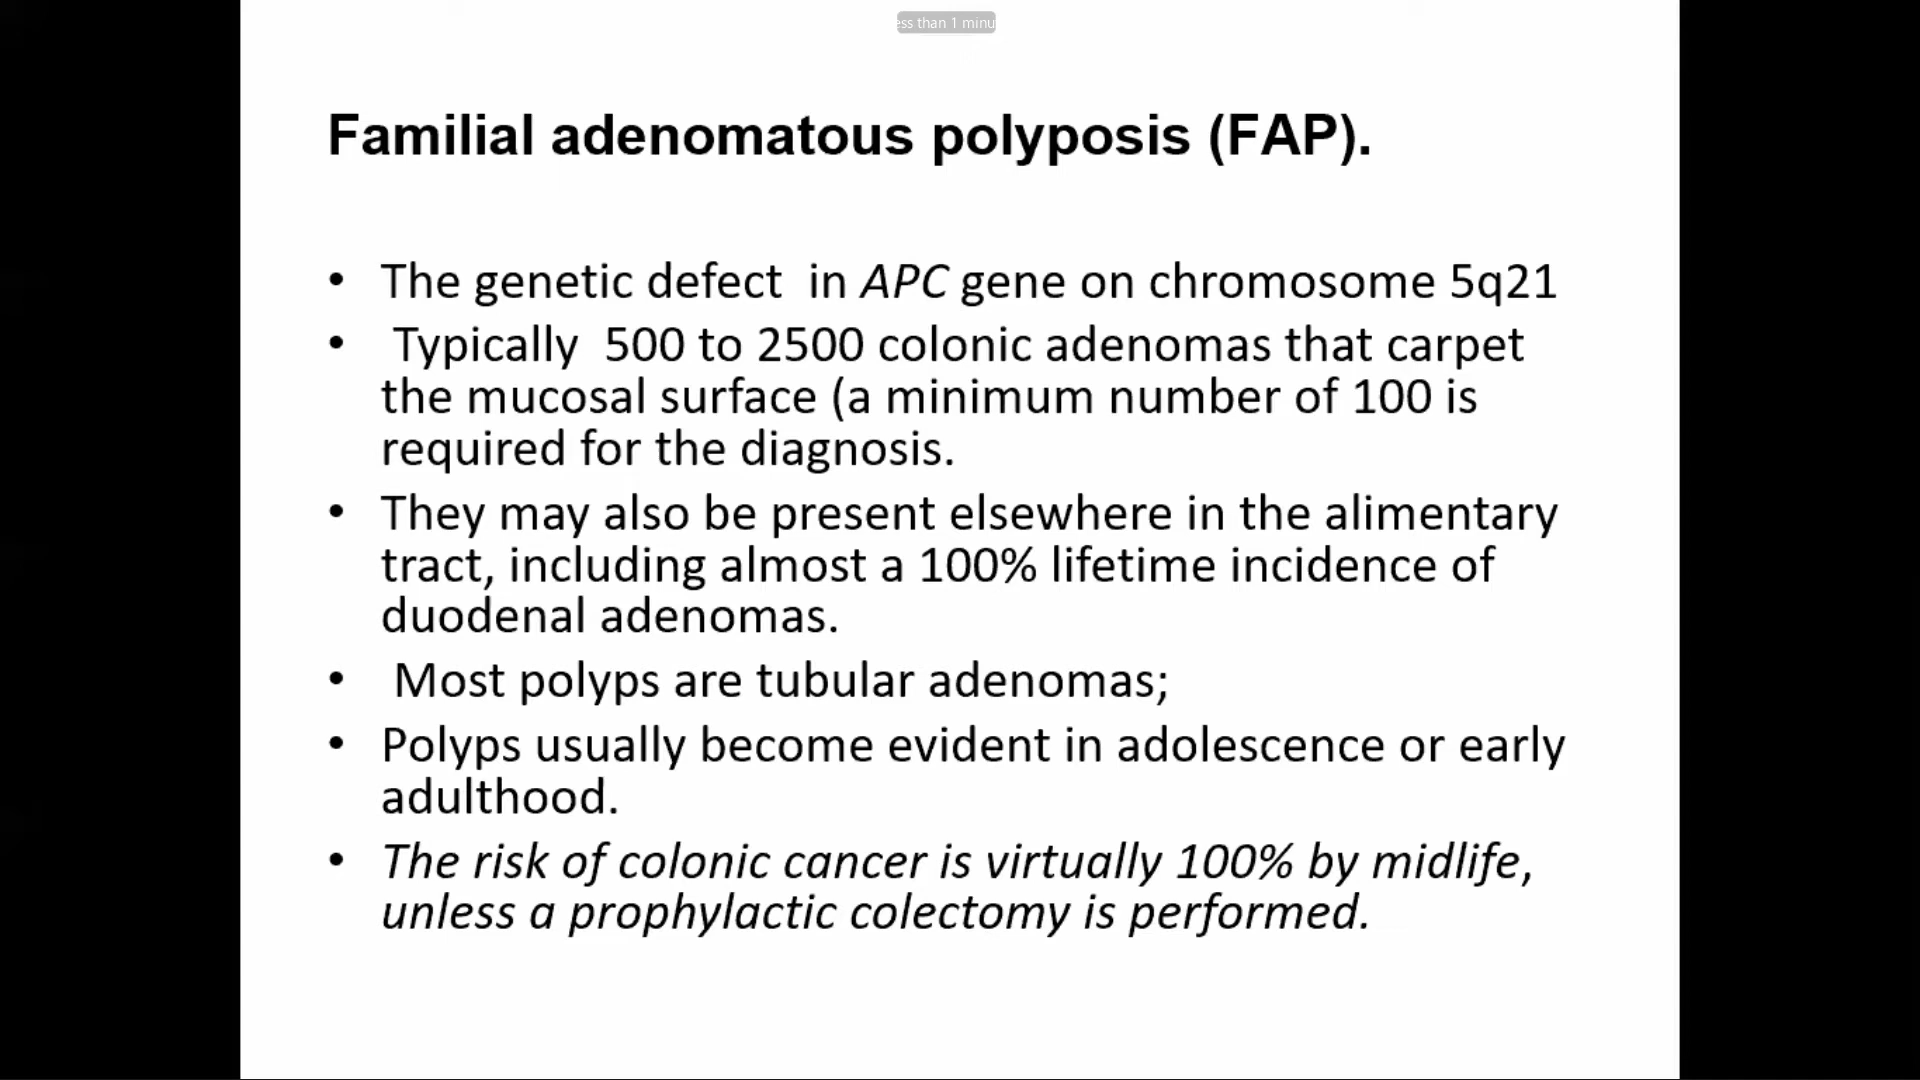 ess than 1 minu
Familial adenomatous polyposis (FAP).
• The genetic defect in APC gene on chromosome 5q21
• Typically 500 to 2500 colonic adenomas that carpet
the mucosal surface (a minimum number of 100 is
required for the diagnosis.
• They may also be present elsewhere in the alimentary
tract, including almost a 100% lifetime incidence of
duodenal adenomas.
• Most polyps are tubular adenomas;
• Polyps usually become evident in adolescence or early
adulthood.
• The risk of colonic cancer is virtually 100% by midlife,
unless a prophylactic colectomy is performed.